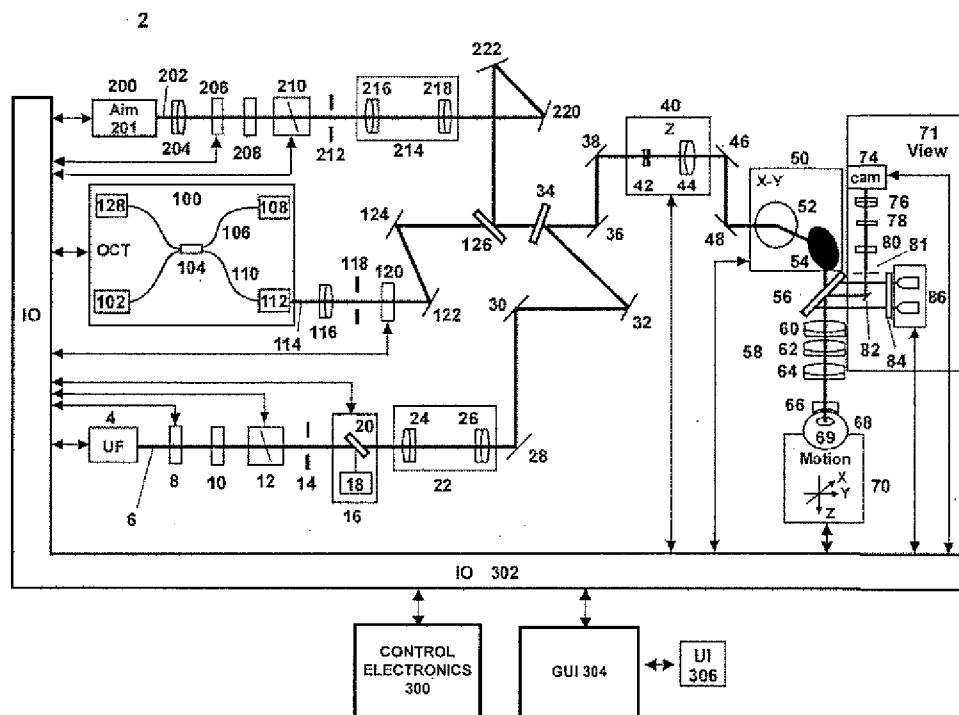 2
222
200 202 206 210 216 218
Aim
201
204 208 212 214 220
40
Z
38 42 44 46
71
View
50 74
X-Y cam
52 76
78
80 81
54
48
56 86
100
128 108
124 34
106
OCT
104 126 36
118 120
110
102 112
30
122 32
116
114
60
58 62 82 84
64
IO
66
69 68
4 20 24 26
UF
28
18
8 10 12 14 22
6 16
Motion
X
Y 70
Z
IO 302
CONTROL
ELECTRONICS
300
GUI 304
UI
306